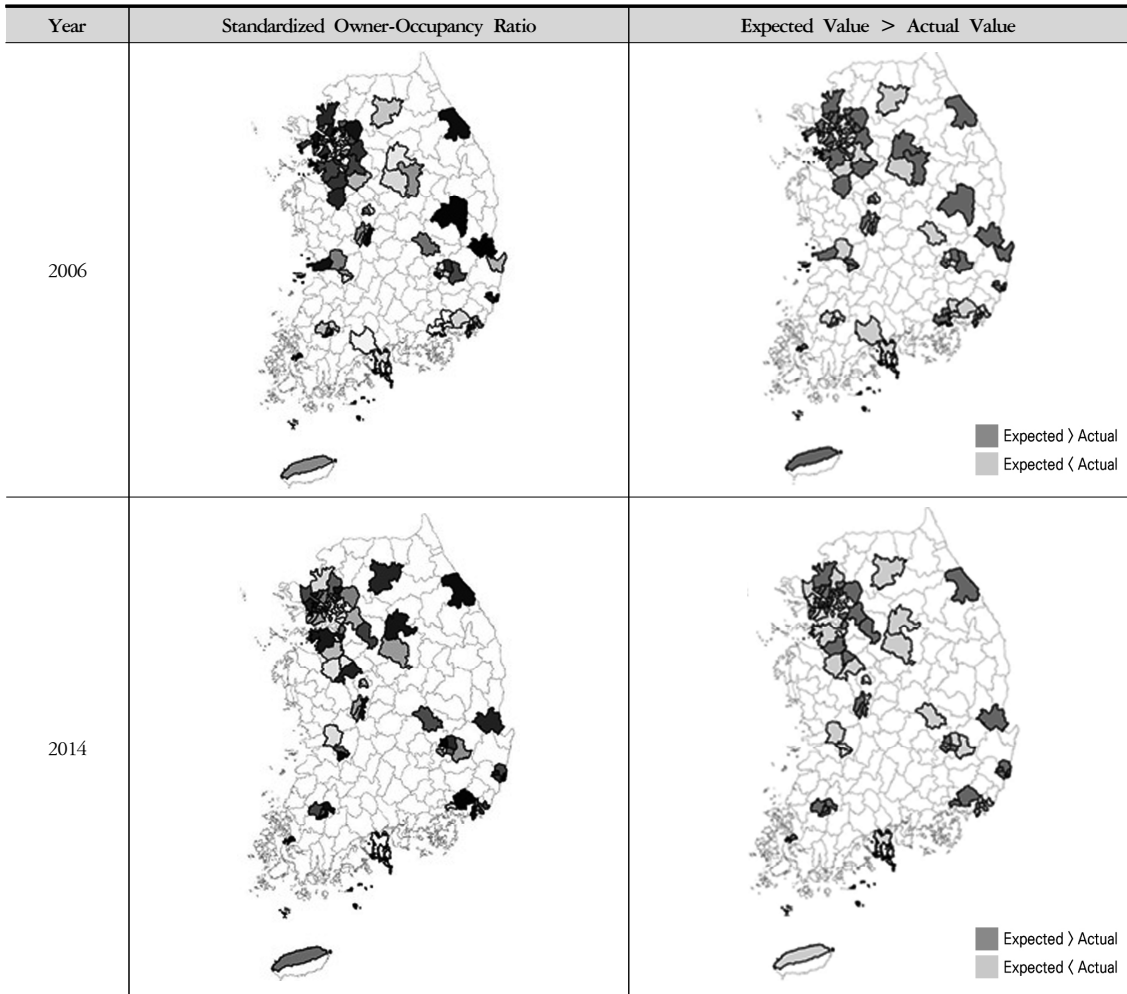 Year Standardized Owner-Occupancy Ratio Expected Value > Actual Value
2006
Expected > Actual
Expected < Actual
2014
Expected > Actual
Expected < Actual